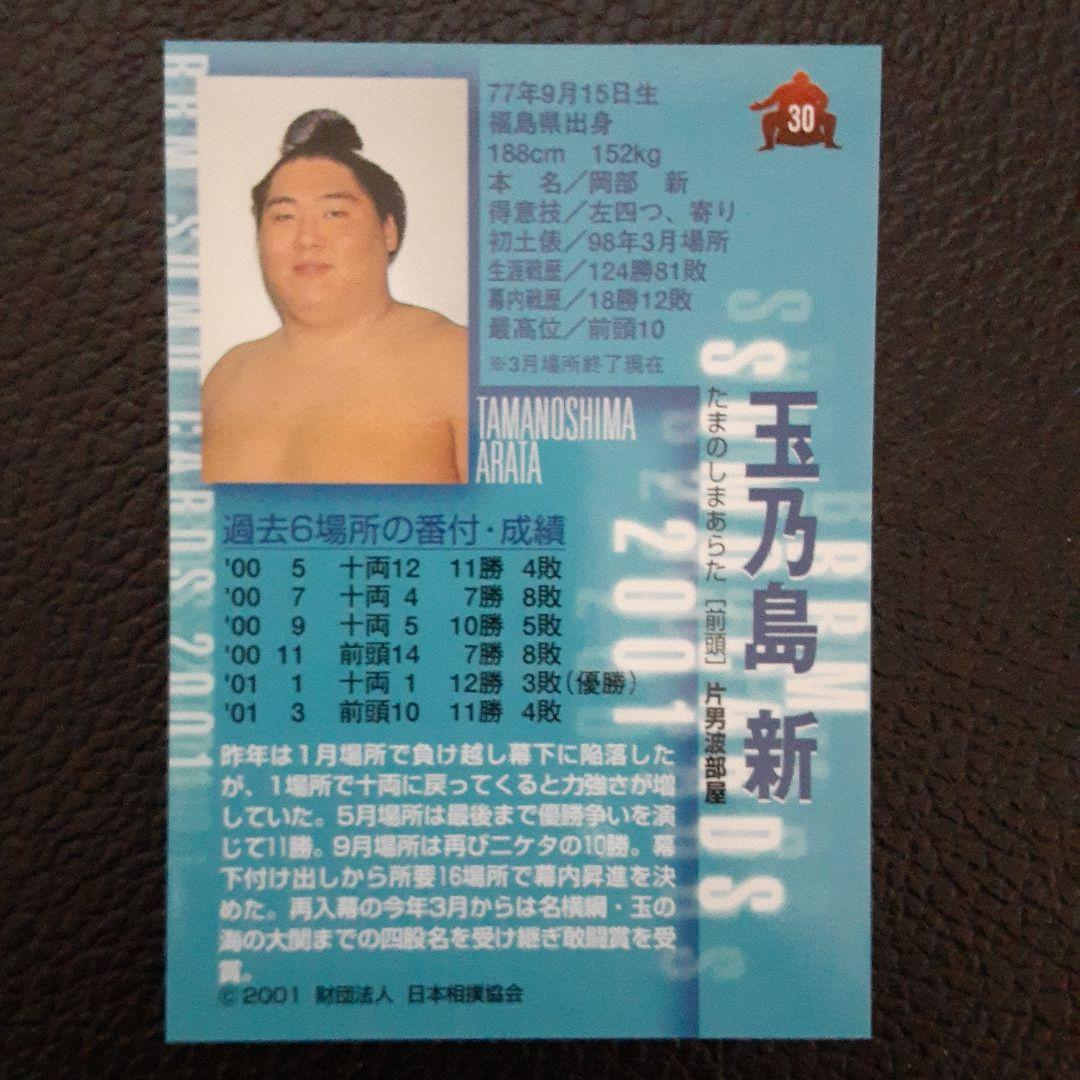 77年9月15日生
福島県出身
188cm 152kg
本 名／岡部 新
得意技／左四つ、寄り
初土俵／98年3月場所
生涯戦歴／124勝81敗
幕内戦歴／18勝12敗
最高位／前頭10
※3月場所終了現在
30
TAMANOSHIMA
ARATA
玉乃島 新
たまのしまあらた [前頭] 片男波部屋
過去6場所の番付・成績
'00 5 十両12 11勝 4敗
'00 7 十両 4 7勝 8敗
'00 9 十両 5 10勝 5敗
'00 11 前頭14 7勝 8敗
'01 1 十両 1 12勝 3敗(優勝)
'01 3 前頭10 11勝 4敗
昨年は1月場所で負け越し幕下に陥落した
が、1場所で十両に戻ってくると力強さが増
していた。5月場所は最後まで優勝争いを演
じて11勝。9月場所は再び二ケタの10勝。幕
下付け出しから所要16場所で幕内昇進を決
めた。再入幕の今年3月からは名横綱・玉の
海の大関までの四股名を受け継ぎ敢闘賞を受
賞。
©2001 財団法人 日本相撲協会